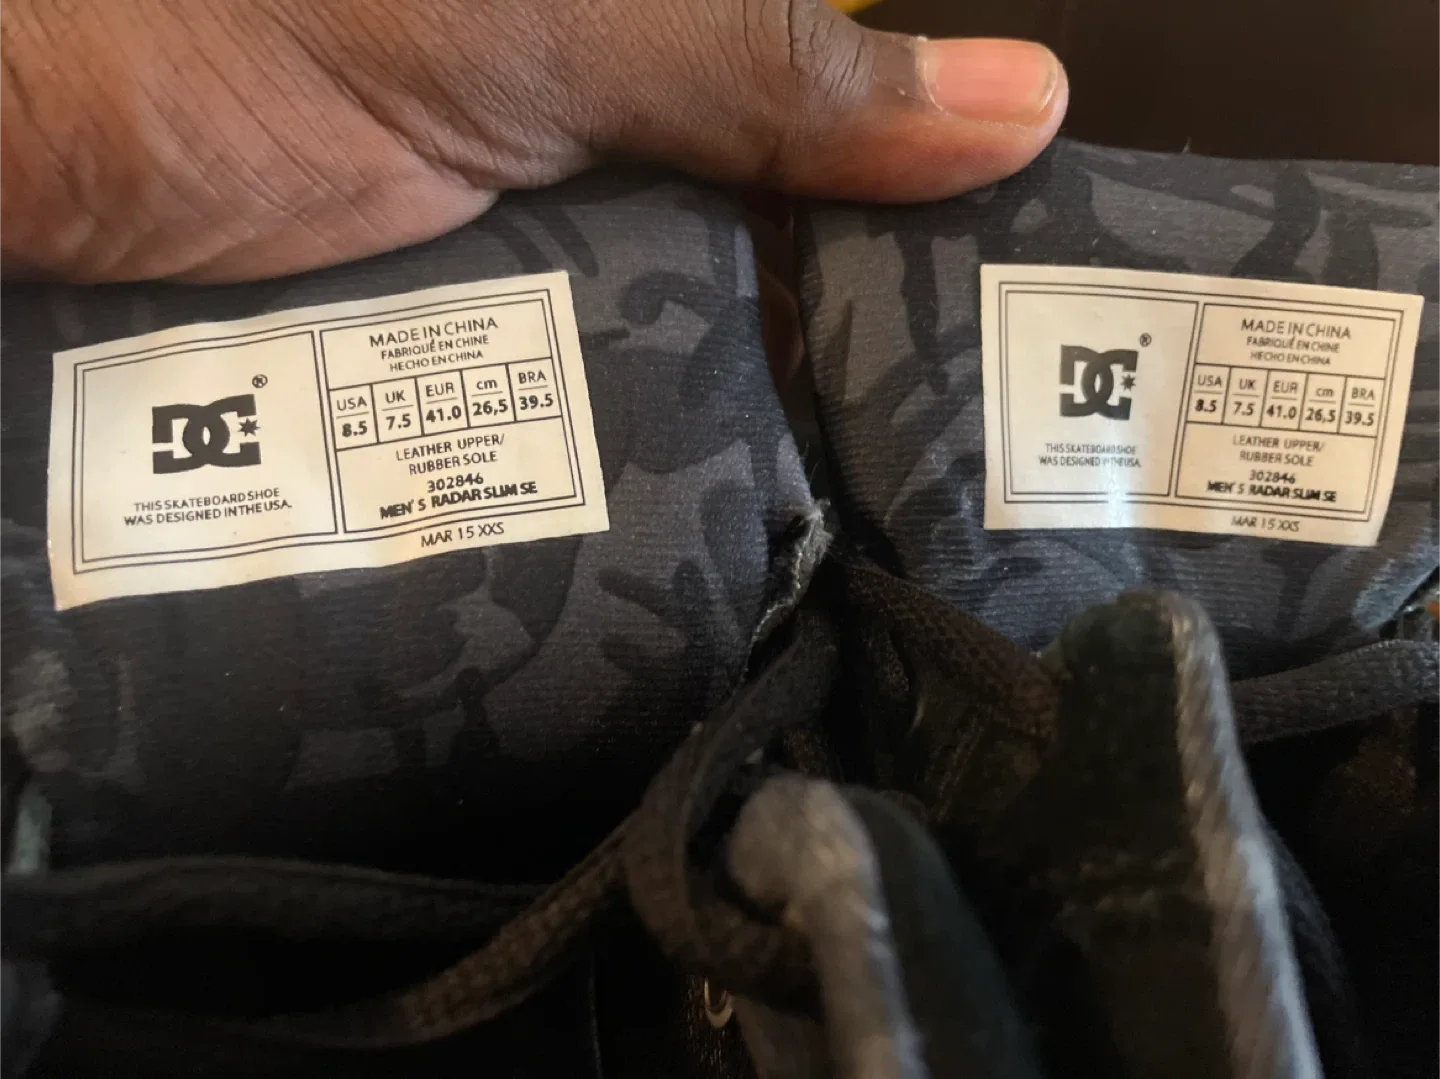 DC ®
THIS SKATEBOARD SHOE
WAS DESIGNED IN THE USA.
MADE IN CHINA
FABRIQUÉ EN CHINE
HECHO EN CHINA
USA UK EUR cm BRA
8.5 7.5 41.0 26,5 39.5
LEATHER UPPER/
RUBBER SOLE
302846
MEN'S RADAR SLIM SE
MAR 15 XXS
DC ®
THIS SKATEBOARD SHOE
WAS DESIGNED IN THE USA.
MADE IN CHINA
FABRIQUÉ EN CHINE
HECHO EN CHINA
USA UK EUR cm BRA
8.5 7.5 41.0 26,5 39.5
LEATHER UPPER/
RUBBER SOLE
302846
MEN'S RADAR SLIM SE
MAR 15 XXS